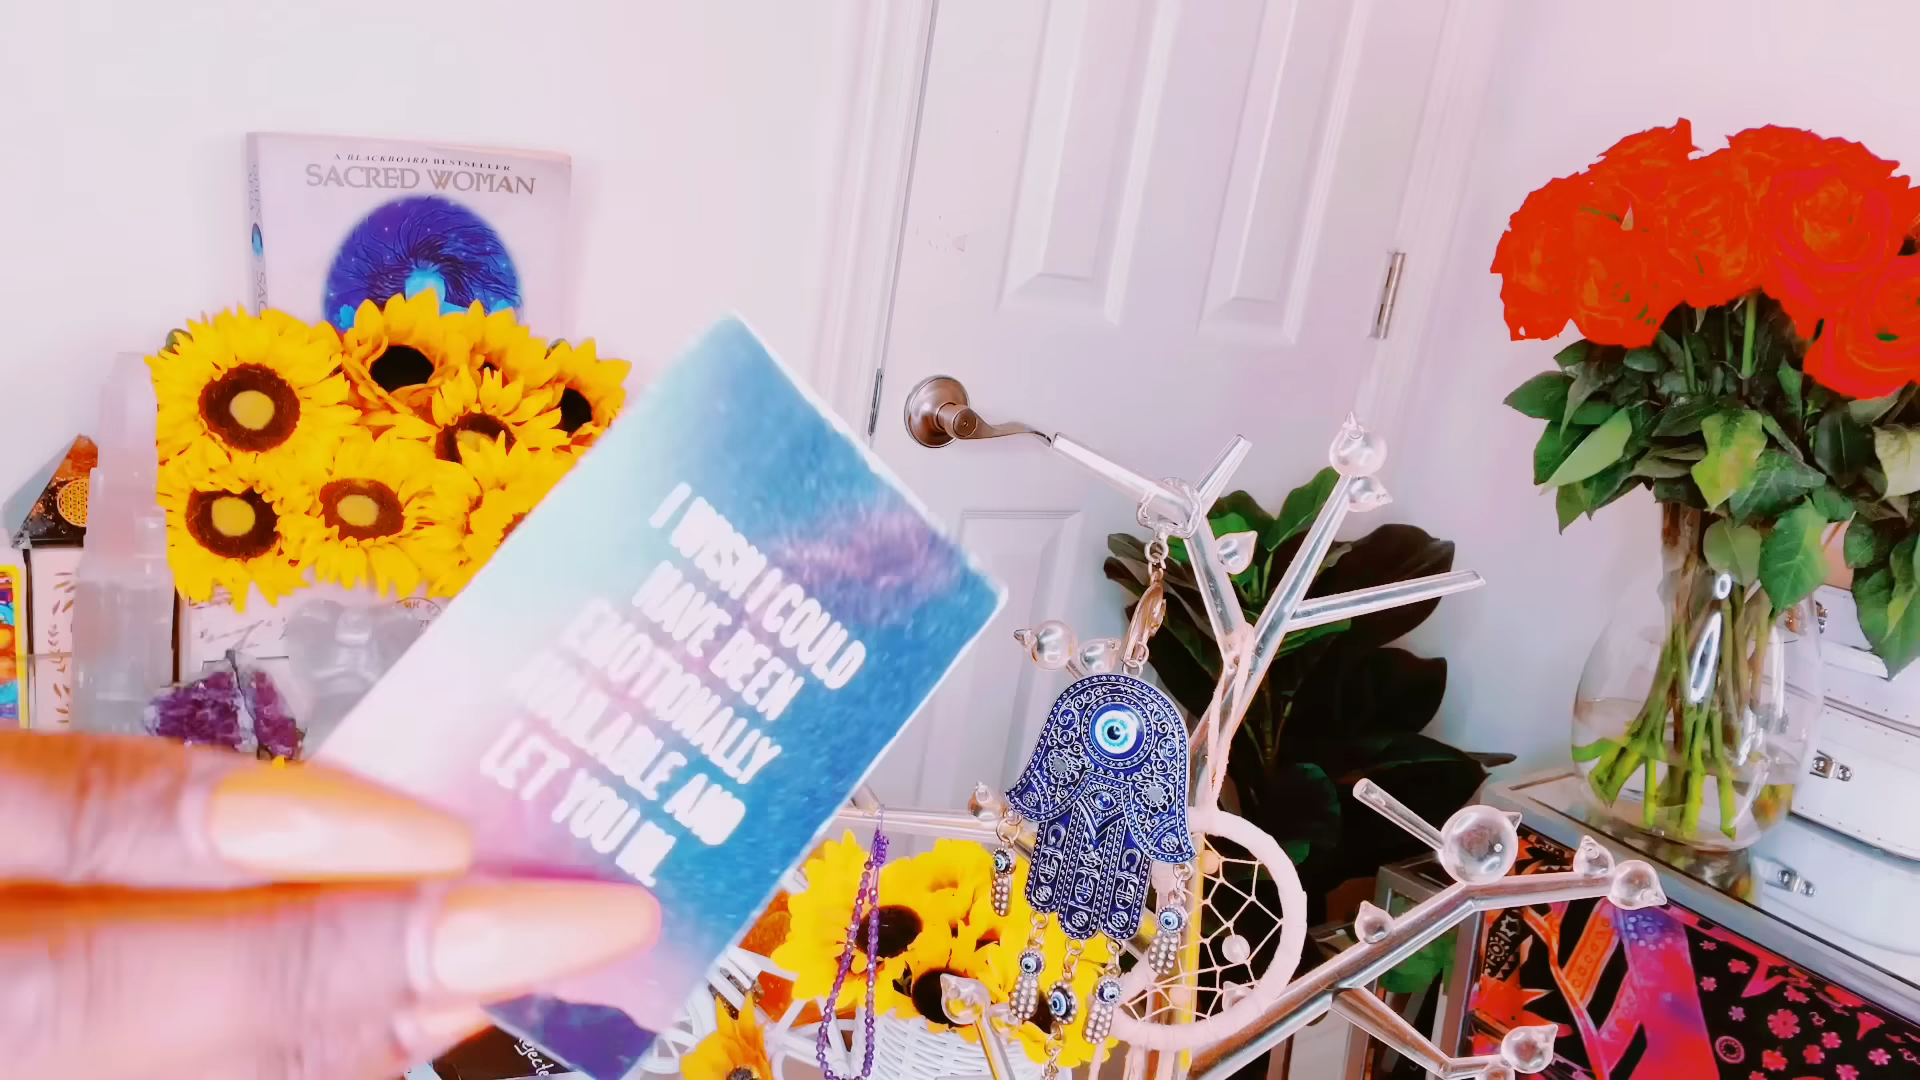 A BLACKBOARD BESTSELLER
SACRED WOMAN
I WISH I COULD
HAVE BEEN
EMOTIONALLY
AVAILABLE AND
LET YOU IN.